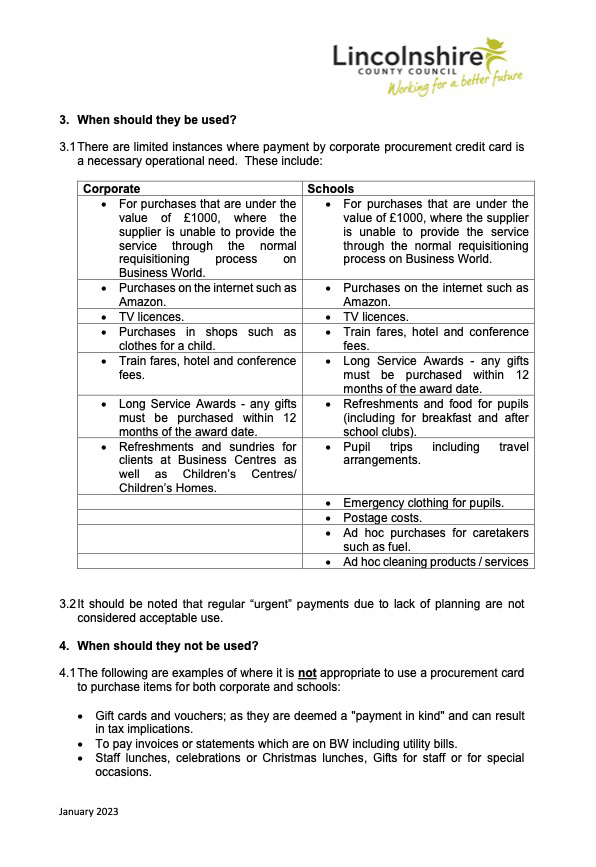 Lincolnshire
COUNTY COUNCIL
Working for a better future
3. When should they be used?
3.1 There are limited instances where payment by corporate procurement credit card is
a necessary operational need. These include:
Corporate
• For purchases that are under the
value of £1000, where the
supplier is unable to provide the
service through the normal
requisitioning process on
Business World.
Schools
• For purchases that are under the
value of £1000, where the supplier
is unable to provide the service
through the normal requisitioning
process on Business World.
• Purchases on the internet such as
Amazon.
• Purchases on the internet such as
Amazon.
• TV licences.
• TV licences.
• Purchases in shops such as
clothes for a child.
• Train fares, hotel and conference
fees.
• Train fares, hotel and conference
fees.
• Long Service Awards - any gifts
must be purchased within 12
months of the award date.
• Long Service Awards - any gifts
must be purchased within 12
months of the award date.
• Refreshments and food for pupils
(including for breakfast and after
school clubs).
• Refreshments and sundries for
clients at Business Centres as
well as Children's Centres/
Children's Homes.
• Pupil trips including travel
arrangements.
• Emergency clothing for pupils.
• Postage costs.
• Ad hoc purchases for caretakers
such as fuel.
• Ad hoc cleaning products / services
3.2 It should be noted that regular “urgent” payments due to lack of planning are not
considered acceptable use.
4. When should they not be used?
4.1 The following are examples of where it is not appropriate to use a procurement card
to purchase items for both corporate and schools:
• Gift cards and vouchers; as they are deemed a "payment in kind" and can result
in tax implications.
• To pay invoices or statements which are on BW including utility bills.
• Staff lunches, celebrations or Christmas lunches, Gifts for staff or for special
occasions.
January 2023